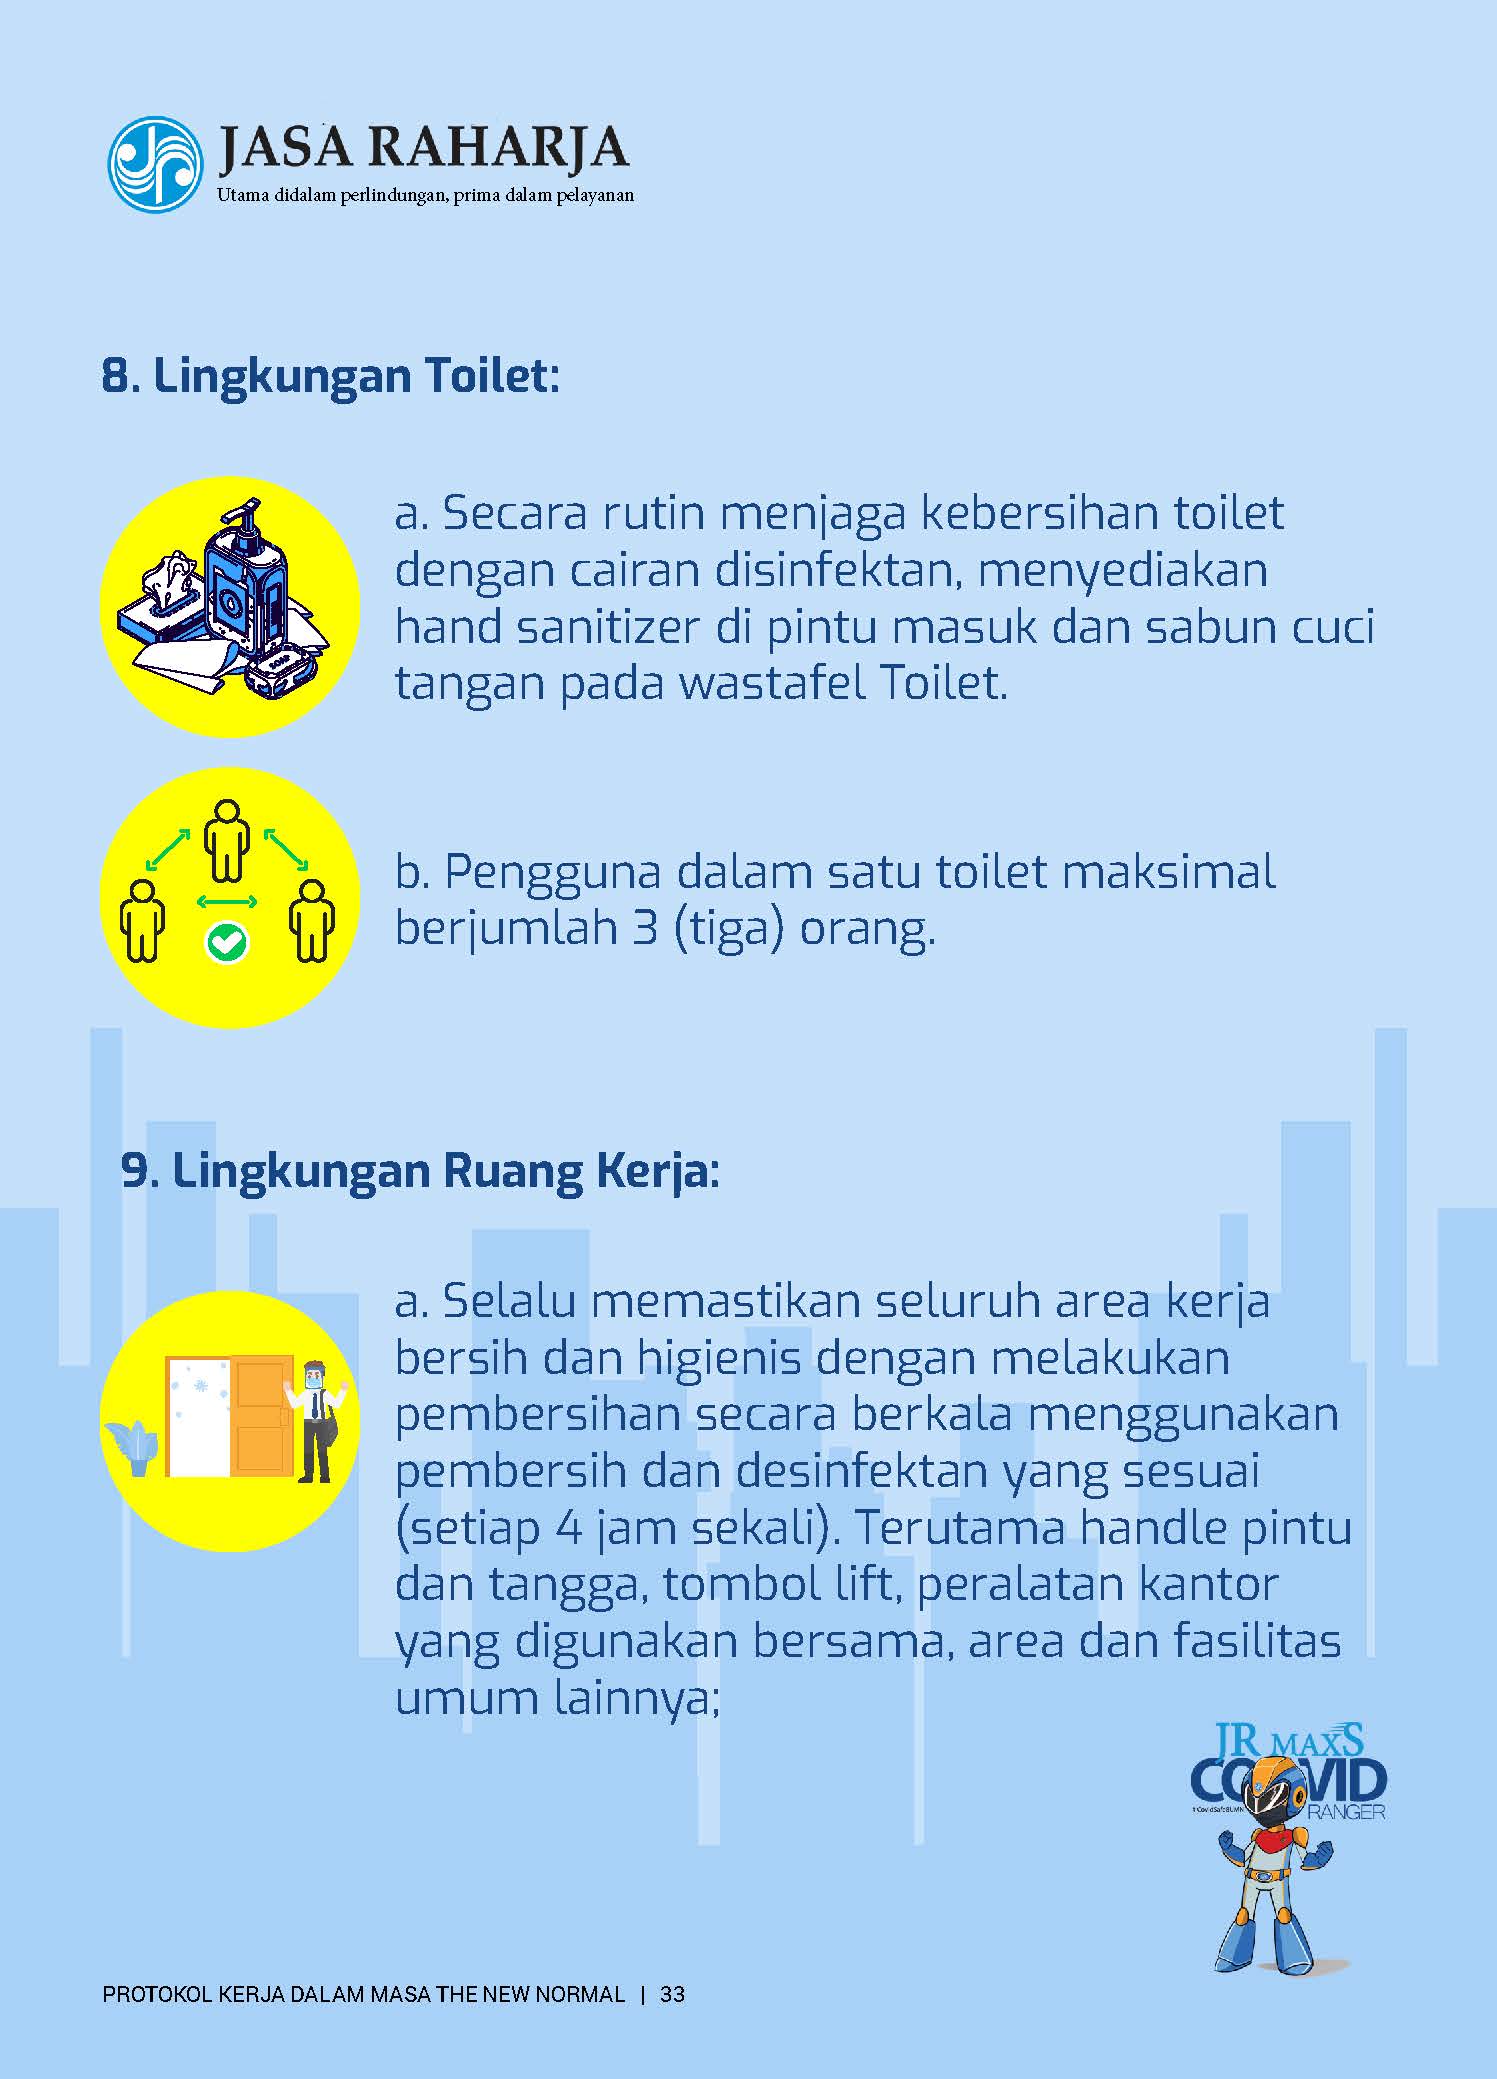 JASA RAHARJA
Utama didalam perlindungan, prima dalam pelayanan
8. Lingkungan Toilet:
SOAP
a. Secara rutin menjaga kebersihan toilet
dengan cairan disinfektan, menyediakan
hand sanitizer di pintu masuk dan sabun cuci
tangan pada wastafel Toilet.
b. Pengguna dalam satu toilet maksimal
berjumlah 3 (tiga) orang.
9. Lingkungan Ruang Kerja:
a. Selalu memastikan seluruh area kerja
bersih dan higienis dengan melakukan
pembersihan secara berkala menggunakan
pembersih dan desinfektan yang sesuai
(setiap 4 jam sekali). Terutama handle pintu
dan tangga, tombol lift, peralatan kantor
yang digunakan bersama, area dan fasilitas
umum lainnya;
JR MAXS
COVID
#CovidSafeBUMN
RANGER
PROTOKOL KERJA DALAM MASA THE NEW NORMAL | 33